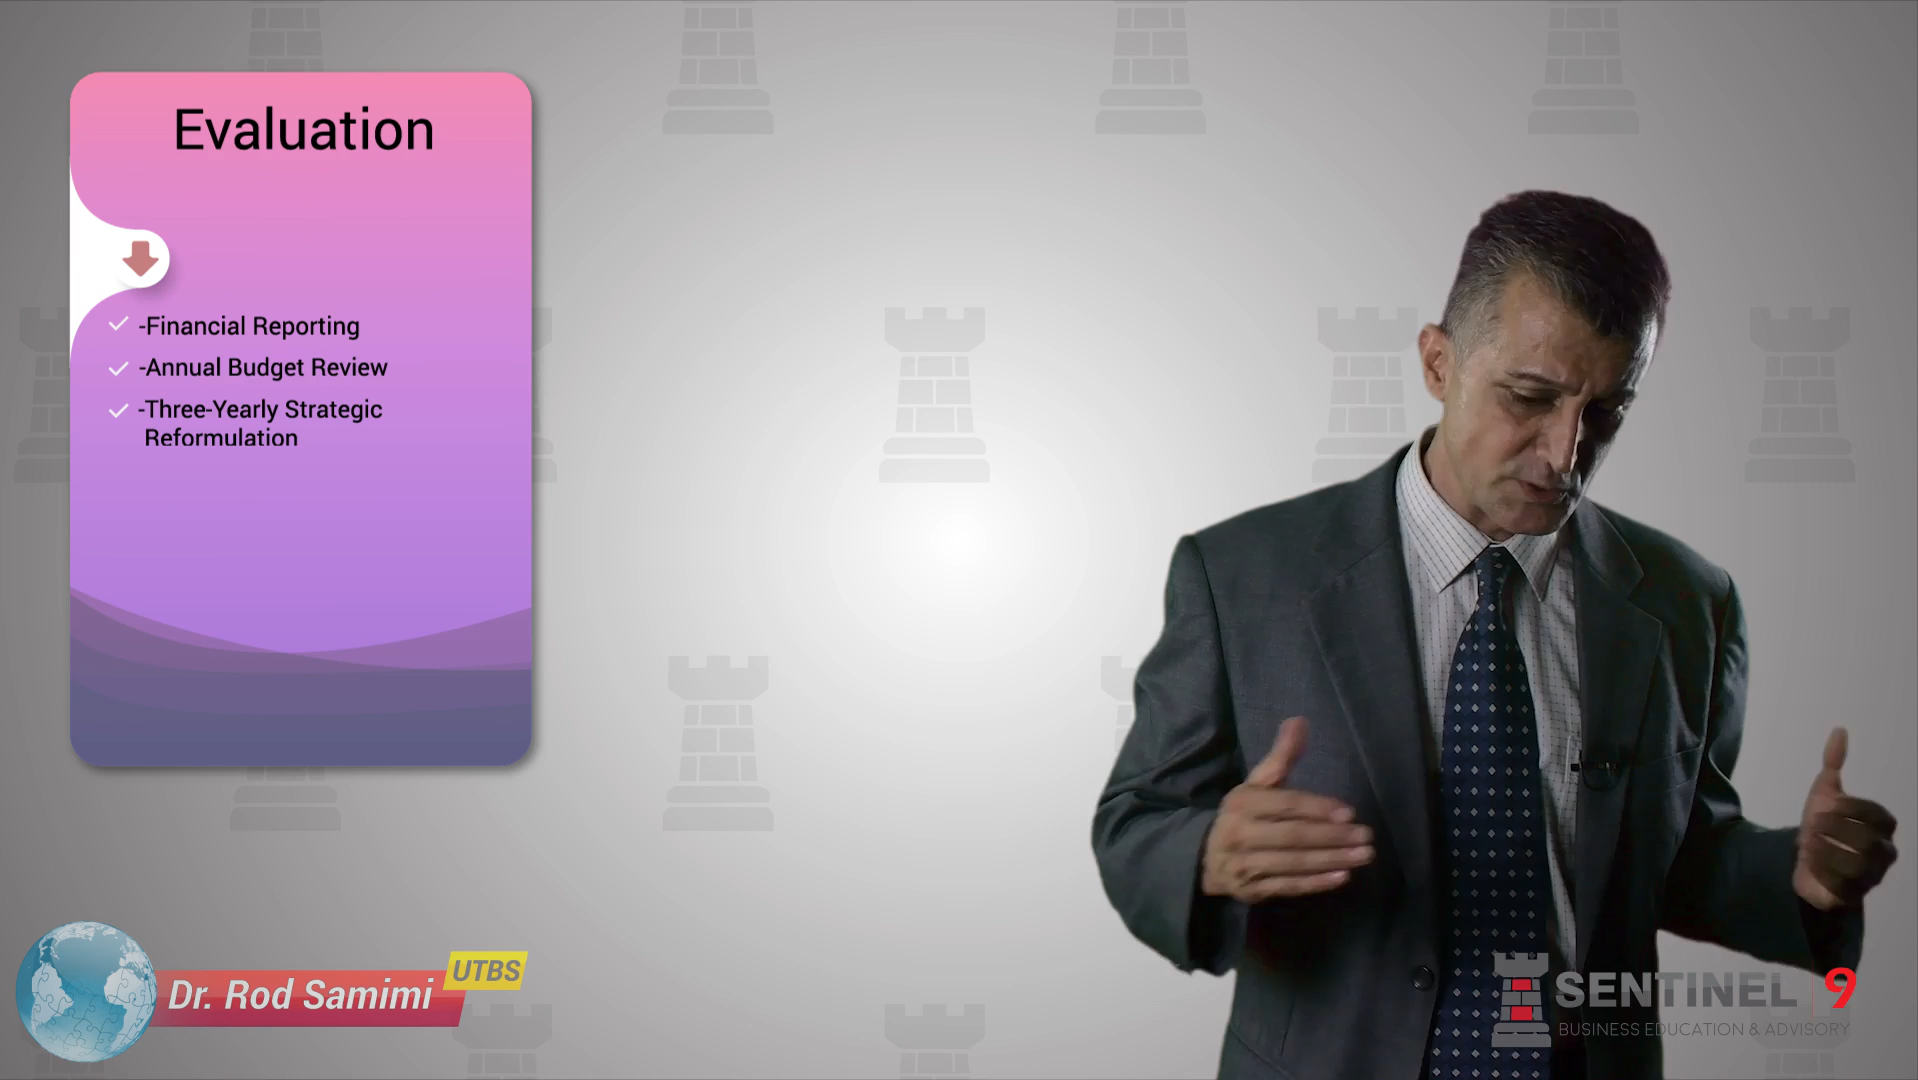 Evaluation
-Financial Reporting
-Annual Budget Review
-Three-Yearly Strategic
Reformulation
UTBS
Dr. Rod Samimi
SENTINEL 9
BUSINESS EDUCATION & ADVISORY